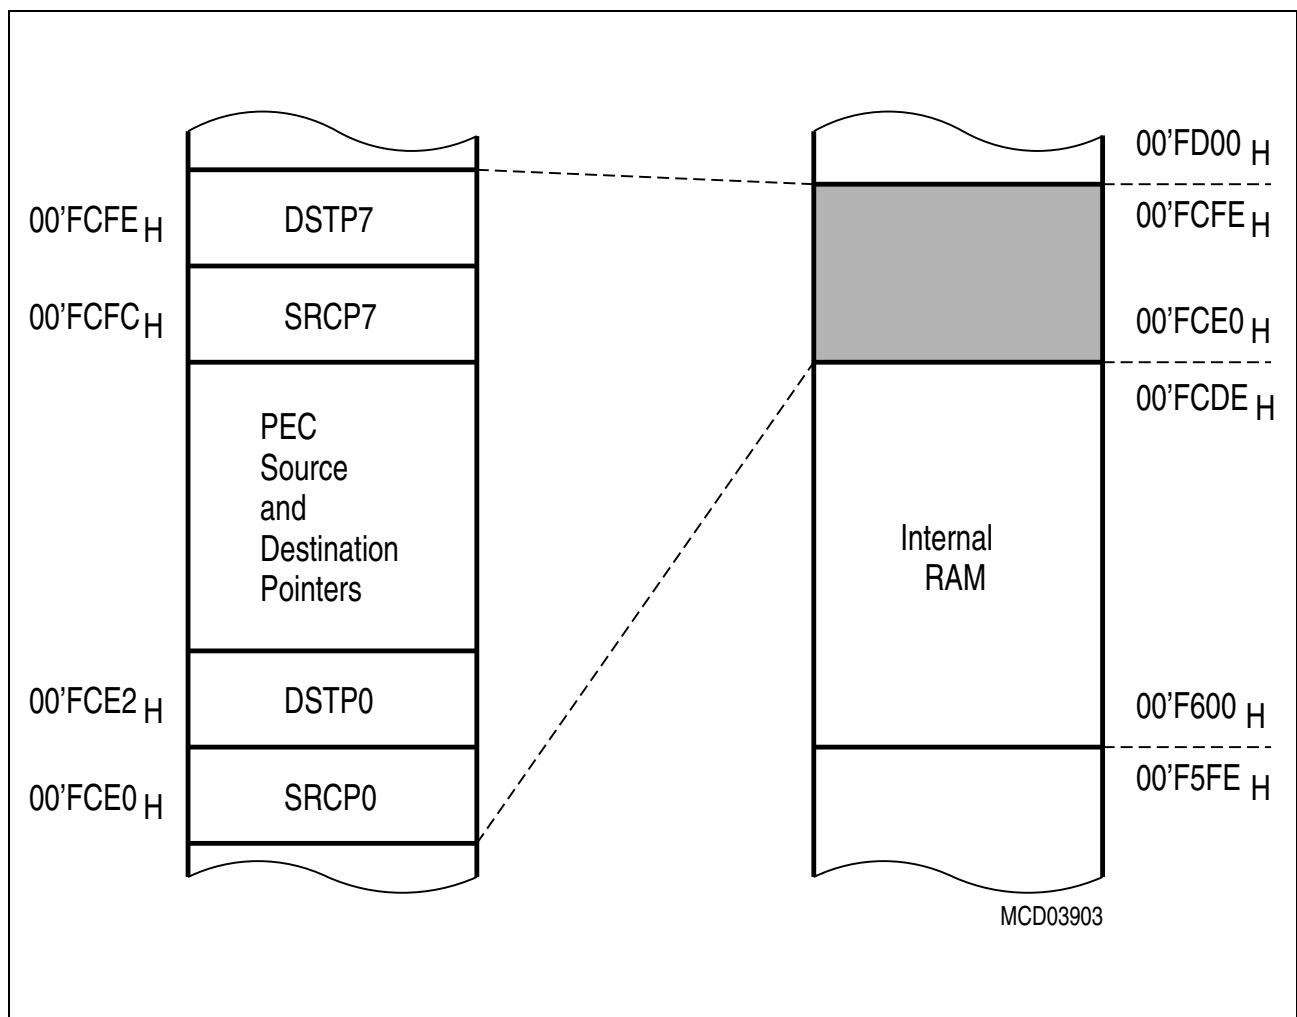 00'FD00 H
00'FCFE H
DSTP7
00'FCFE H
00'FCFC H
SRCP7
00'FCE0 H
00'FCDE H
PEC
Source
and
Destination
Pointers
Internal
RAM
00'FCE2 H
DSTP0
00'F600 H
00'F5FE H
00'FCE0 H
SRCP0
MCD03903